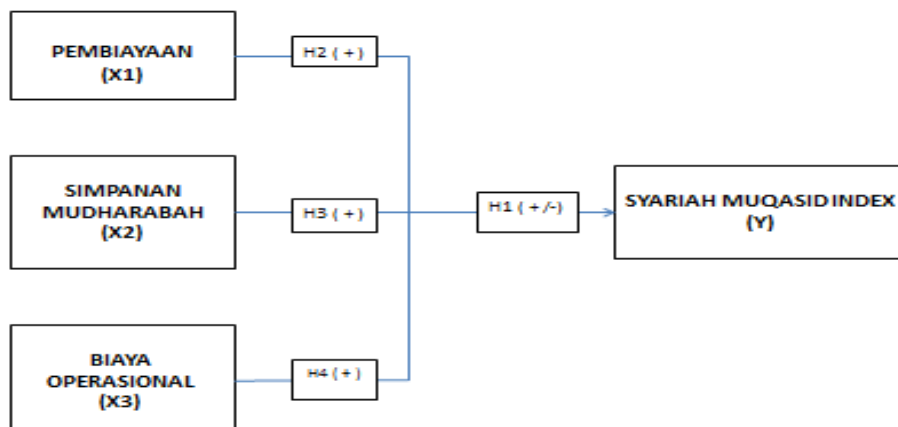 PEMBIAYAAN
(X1)
H2 ( + )
SIMPANAN
MUDHARABAH
(X2)
H3 ( + )
H1 ( +/-)
SYARIAH MUQASID INDEX
(Y)
BIAYA
OPERASIONAL
(X3)
H4 ( + )